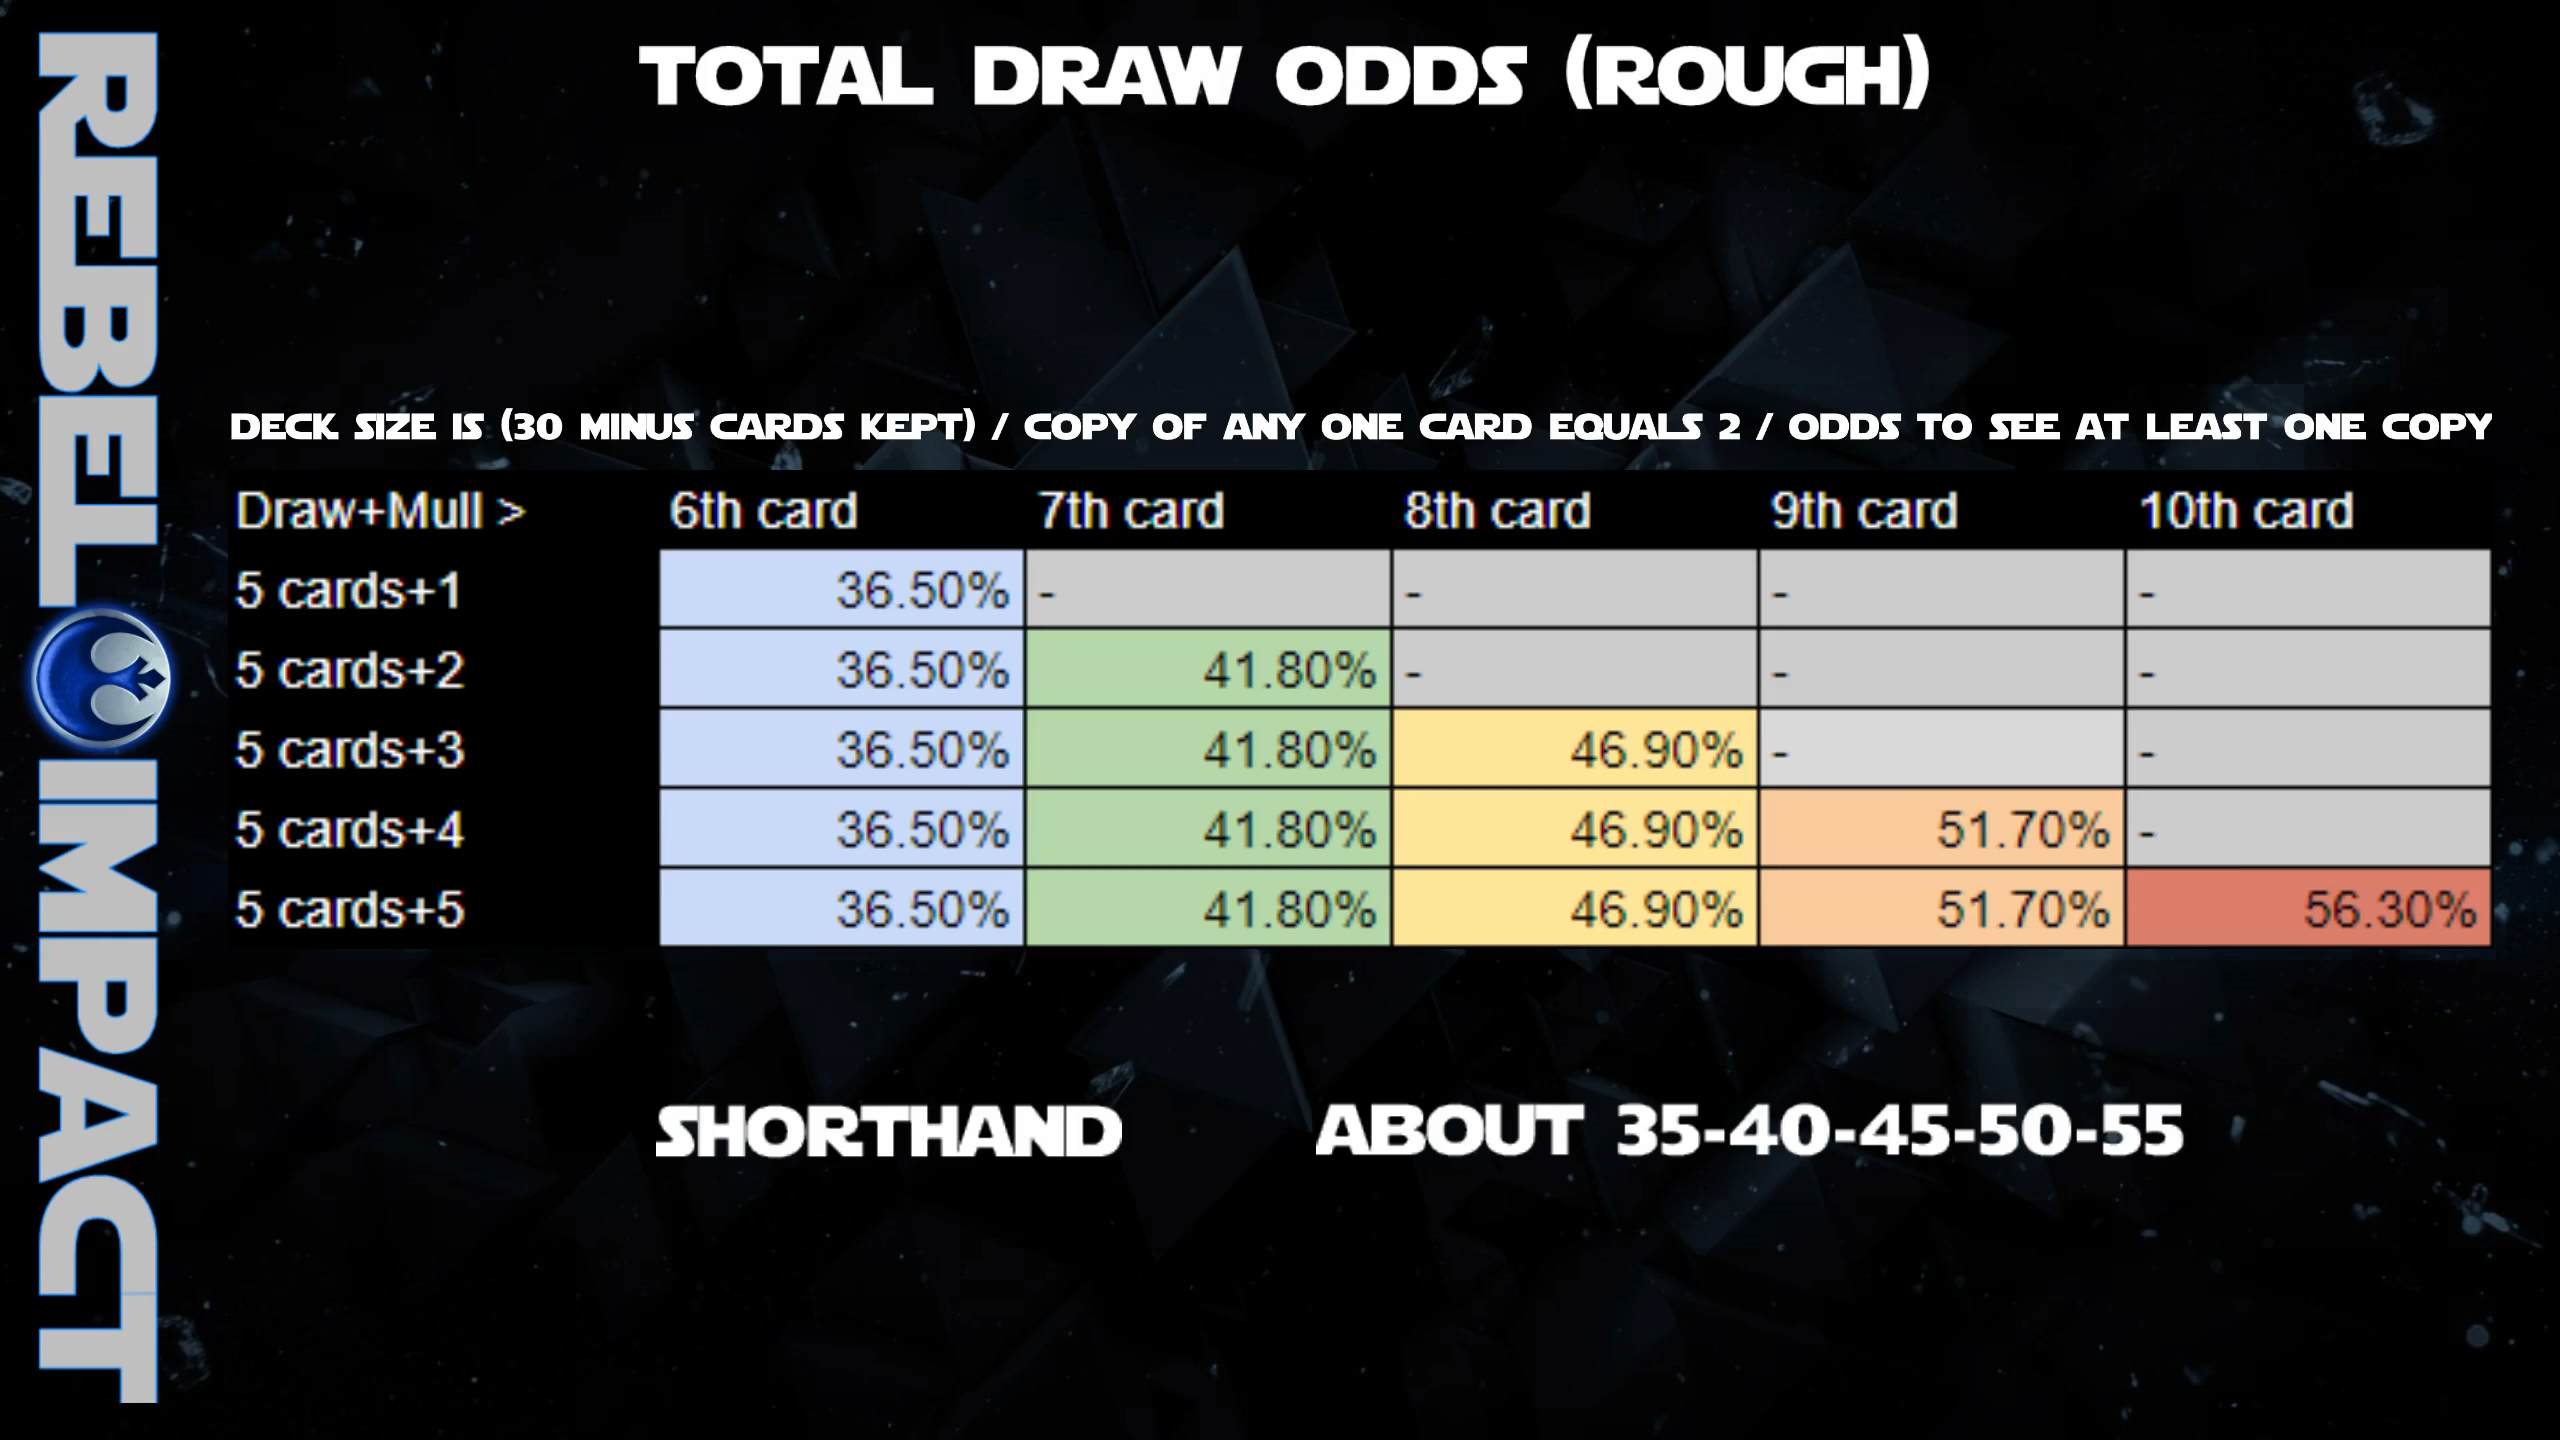 REBEL IMPACT
TOTAL DRAW ODDS (ROUGH)
DECK SIZE IS (30 MINUS CARDS KEPT) / COPY OF ANY ONE CARD EQUALS 2 / ODDS TO SEE AT LEAST ONE COPY
Draw+Mull > 6th card 7th card 8th card 9th card 10th card
5 cards+1 36.50% - - - -
5 cards+2 36.50% 41.80% - - -
5 cards+3 36.50% 41.80% 46.90% - -
5 cards+4 36.50% 41.80% 46.90% 51.70% -
5 cards+5 36.50% 41.80% 46.90% 51.70% 56.30%
SHORTHAND ABOUT 35-40-45-50-55